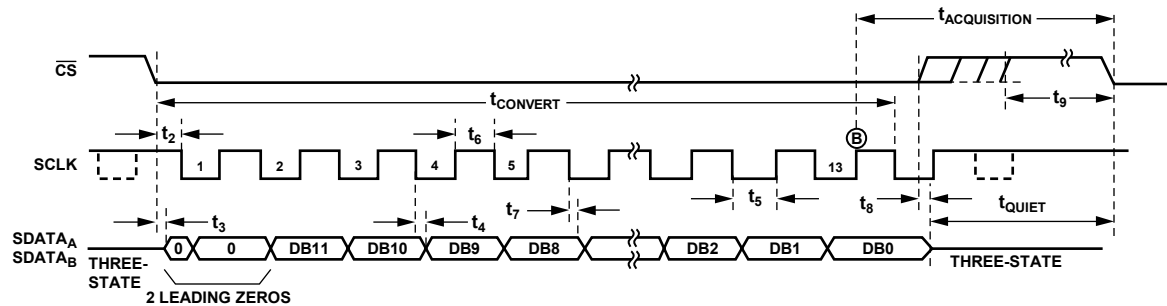 tACQUISITION
CS
tCONVERT
t9
t2
t6
B
SCLK
1
2
3
4
5
13
t3
t4
t7
t5
t8
tQUIET
SDATAA
SDATAB
0
0
DB11
DB10
DB9
DB8
DB2
DB1
DB0
THREE-
STATE
THREE-STATE
2 LEADING ZEROS